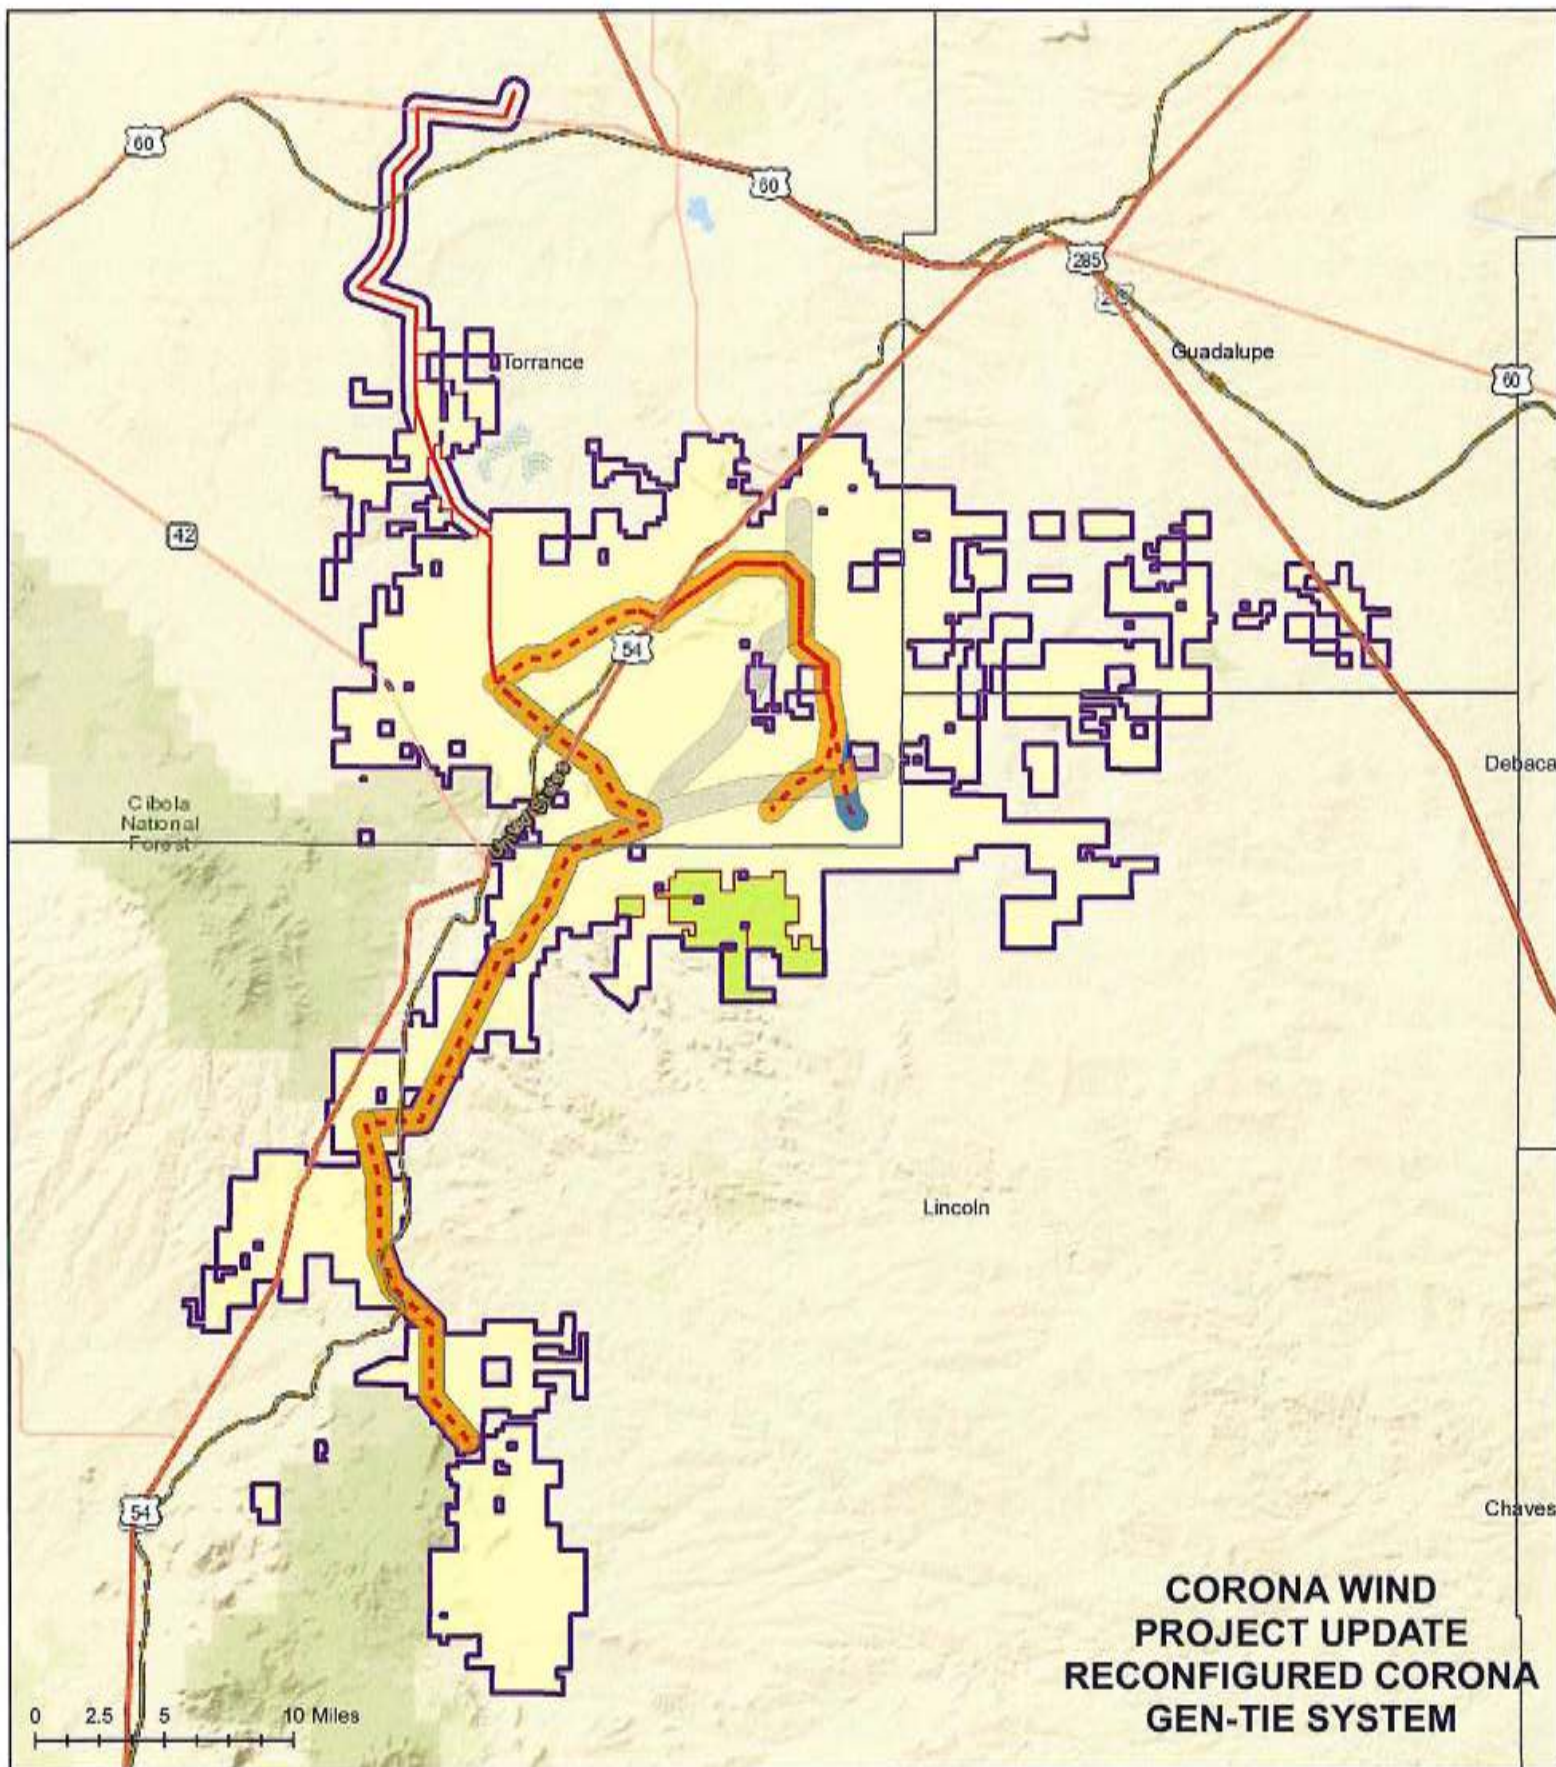 60
60
285
Torrance
Guadalupe
60
42
54
Debaca
Cibola
National
Forest
Lincoln
54
Chaves
CORONA WIND
PROJECT UPDATE
RECONFIGURED CORONA
GEN-TIE SYSTEM
0 2.5 5 10 Miles